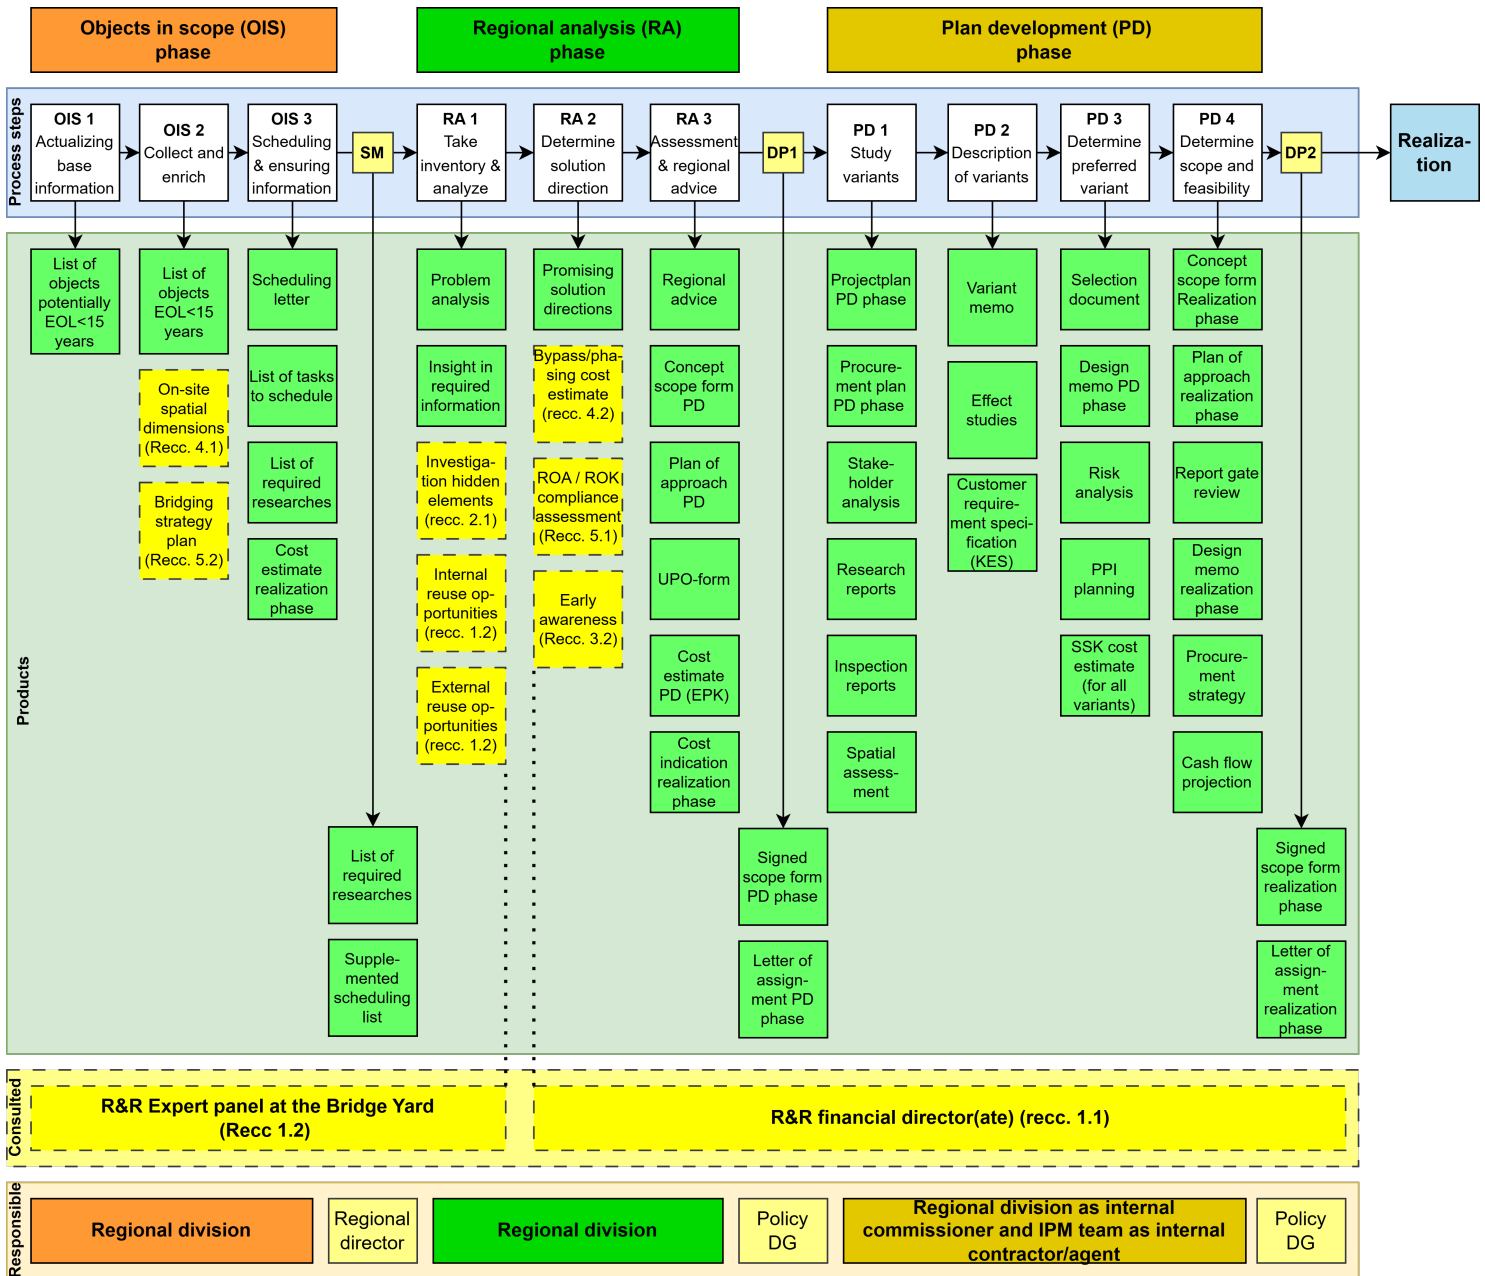 Objects in scope (OIS)
phase
Regional analysis (RA)
phase
Plan development (PD)
phase
Process steps
OIS 1
Actualizing
base
information
OIS 2
Collect and
enrich
OIS 3
Scheduling
& ensuring
information
SM
RA 1
Take
inventory &
analyze
RA 2
Determine
solution
direction
RA 3
Assessment
& regional
advice
DP1
PD 1
Study
variants
PD 2
Description
of variants
PD 3
Determine
preferred
variant
PD 4
Determine
scope and
feasibility
DP2
Realiza-
tion
Products
List of
objects
potentially
EOL<15
years
List of
objects
EOL<15
years
On-site
spatial
dimensions
(Recc. 4.1)
Bridging
strategy
plan
(Recc. 5.2)
Scheduling
letter
List of tasks
to schedule
List of
required
researches
Cost
estimate
realization
phase
List of
required
researches
Supple-
mented
scheduling
list
Problem
analysis
Insight in
required
information
Investiga-
tion hidden
elements
(recc. 2.1)
Internal
reuse op-
portunities
(recc. 1.2)
External
reuse op-
portunities
(recc. 1.2)
Promising
solution
directions
Bypass/pha-
sing cost
estimate
(recc. 4.2)
ROA / ROK
compliance
assessment
(Recc. 5.1)
Early
awareness
(Recc. 3.2)
Regional
advice
Concept
scope form
PD
Plan of
approach
PD
UPO-form
Cost
estimate
PD (EPK)
Cost
indication
realization
phase
Signed
scope form
PD phase
Letter of
assign-
ment PD
phase
Projectplan
PD phase
Procure-
ment plan
PD phase
Stake-
holder
analysis
Research
reports
Inspection
reports
Spatial
assess-
ment
Variant
memo
Effect
studies
Customer
require-
ment speci-
fication
(KES)
Selection
document
Design
memo PD
phase
Risk
analysis
PPI
planning
SSK cost
estimate
(for all
variants)
Concept
scope form
Realization
phase
Plan of
approach
realization
phase
Report gate
review
Design
memo
realization
phase
Procure-
ment
strategy
Cash flow
projection
Signed
scope form
realization
phase
Letter of
assign-
ment
realization
phase
Consulted
R&R Expert panel at the Bridge Yard
(Recc 1.2)
R&R financial director(ate) (recc. 1.1)
Responsible
Regional division
Regional
director
Regional division
Policy
DG
Regional division as internal
commissioner and IPM team as internal
contractor/agent
Policy
DG